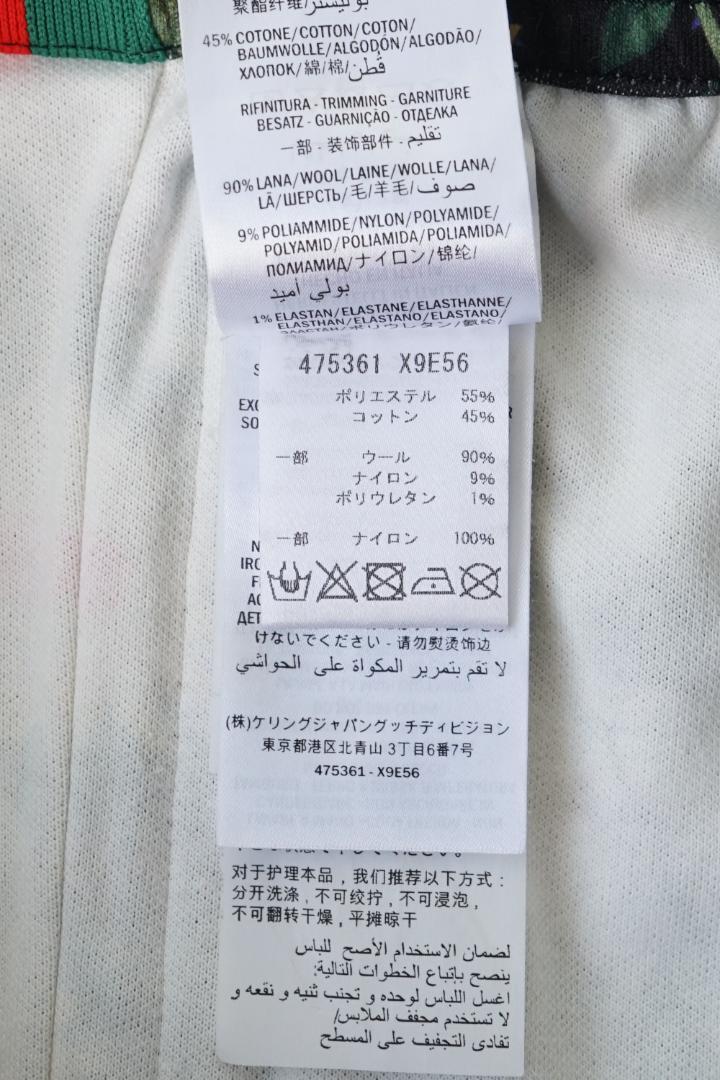 聚酯纤维/بوليستر/
45% COTONE/COTTON/COTON/
BAUMWOLLE/ALGODÓN/ALGODÃO/
ХЛОПОК/綿/棉/قطن
RIFINITURA - TRIMMING - GARNITURE
BESATZ - GUARNIÇÃO - ОТДЕЛКА
一部 - 装饰部件 - تقليم
90% LANA/WOOL/LAINE/WOLLE/LANA/
LÃ/ШЕРСТЬ/毛/羊毛/صوف
9% POLIAMMIDE/NYLON/POLYAMIDE/
POLYAMID/POLIAMIDA/POLIAMIDA/
ПОЛИАМИД/ナイロン/锦纶/
بولي أميد
1% ELASTAN/ELASTANE/ELASTHANNE/
ELASTHAN/ELASTANO/ELASTANO/
475361 X9E56
ポリエステル 55%
コットン 45%
一部 ウール 90%
ナイロン 9%
ポリウレタン 1%
一部 ナイロン 100%
けないでください - 请勿熨烫饰边
لا تقم بتمرير المكواة على الحواشي
(株)ケリングジャパングッチディビジョン
東京都港区北青山 3丁目6番7号
475361 - X9E56
对于护理本品，我们推荐以下方式：
分开洗涤，不可绞拧，不可浸泡，
不可翻转干燥，平摊晾干
لضمان الاستخدام الأصح للباس
ينصح بإتباع الخطوات التالية:
اغسل اللباس لوحده و تجنب ثنيه و نقعه و
لا تستخدم مجفف الملابس/
تفادى التجفيف على المسطح